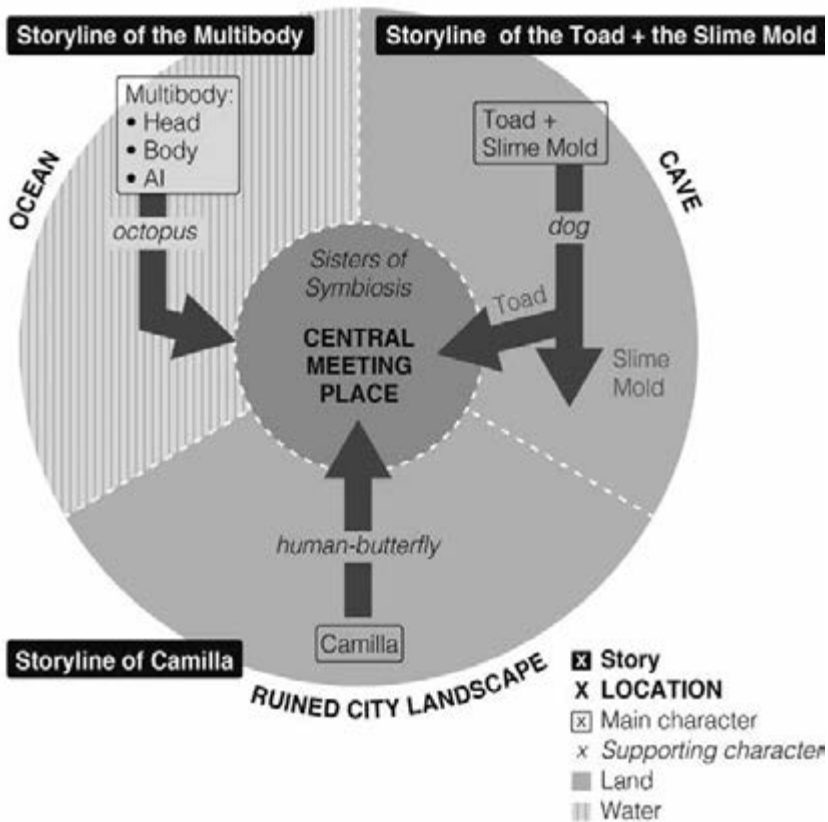 Storyline of the Multibody
Storyline of the Toad + the Slime Mold
Multibody:
• Head
• Body
• AI
Toad +
Slime Mold
OCEAN
CAVE
octopus
dog
Sisters of
Symbiosis
Toad
CENTRAL
MEETING
PLACE
Slime
Mold
human-butterfly
Camilla
Storyline of Camilla
RUINED CITY LANDSCAPE
x Story
X LOCATION
x Main character
x Supporting character
Land
Water